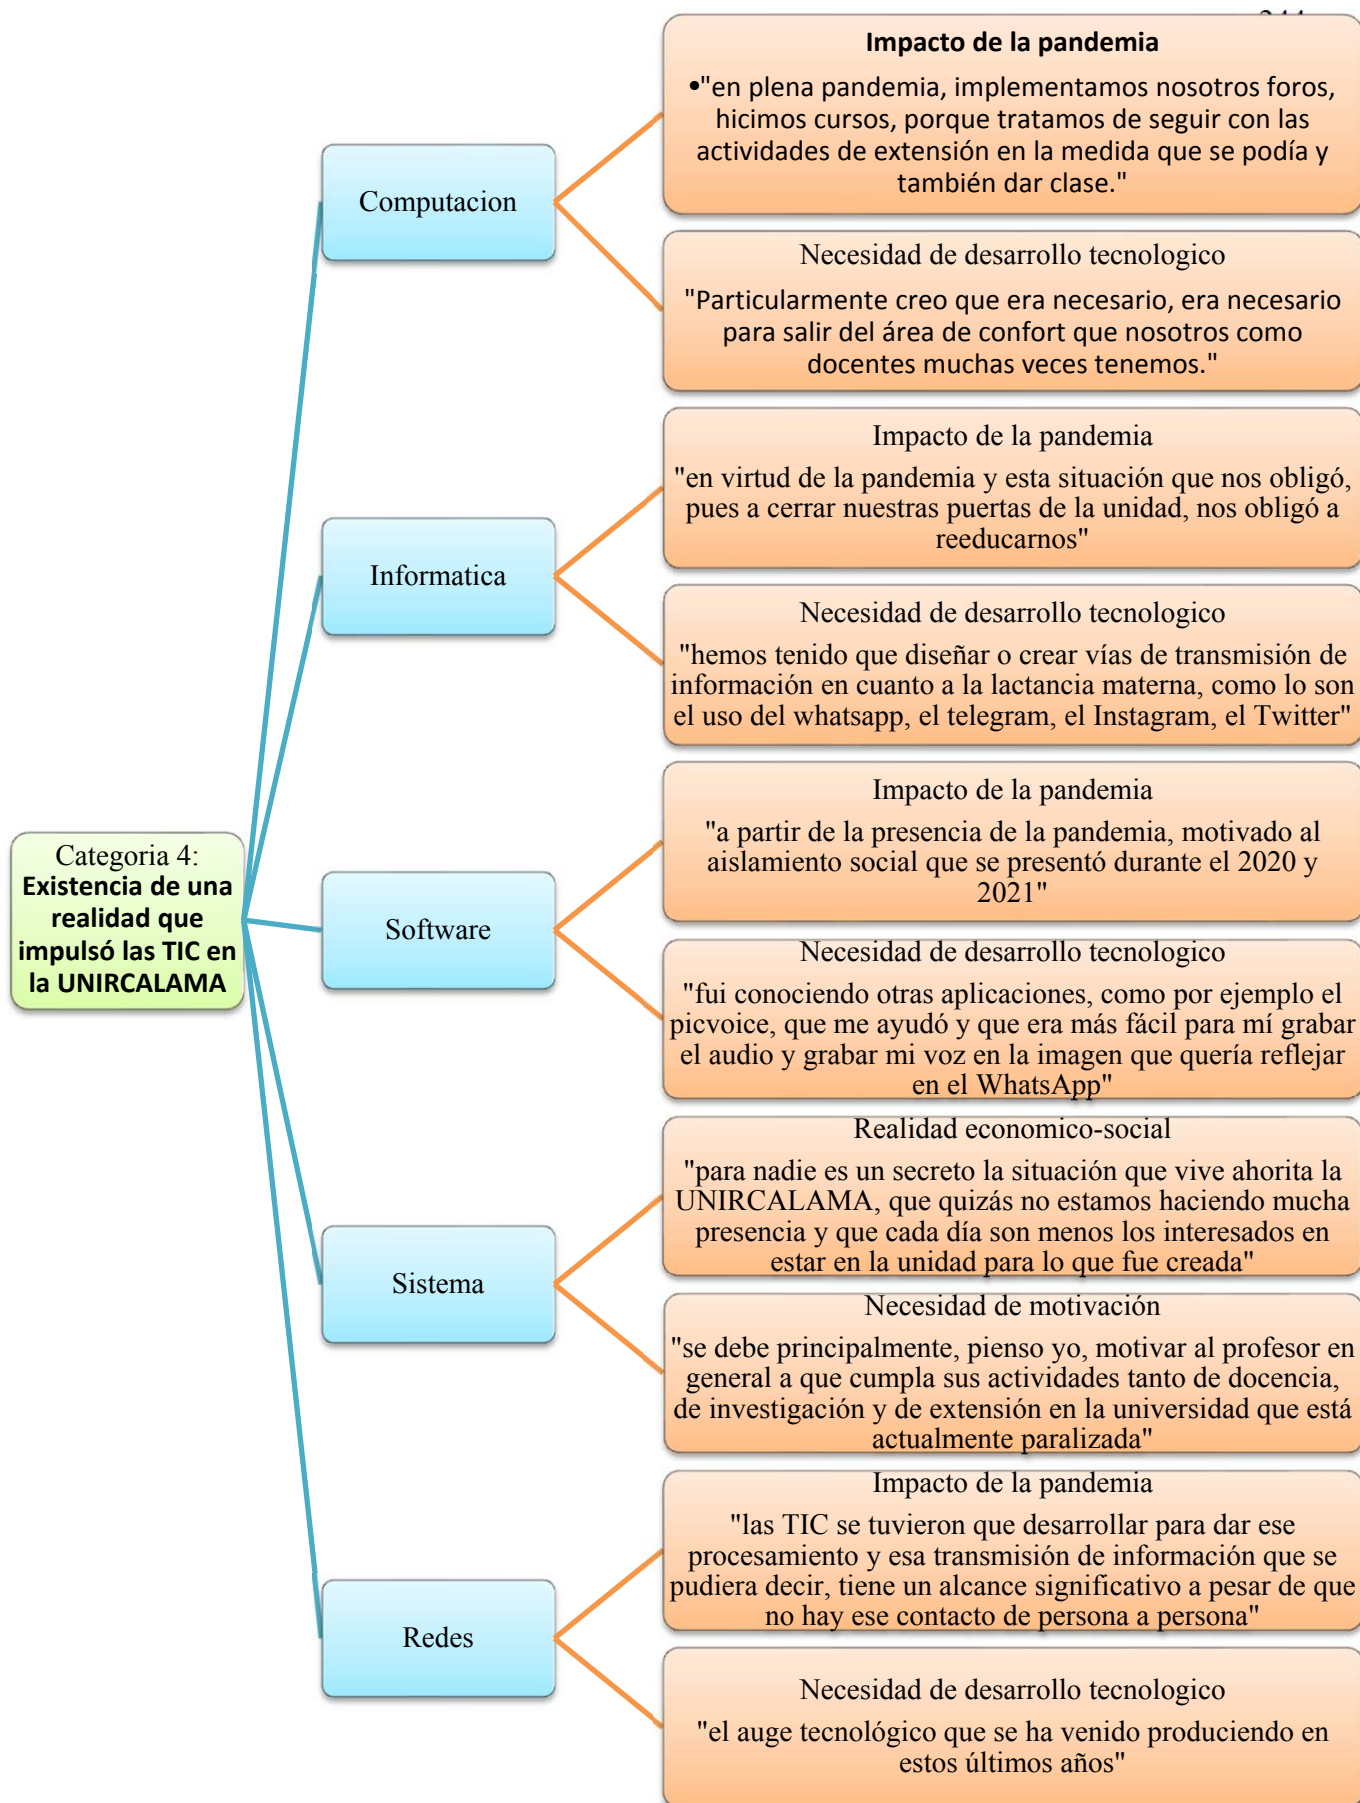 Impacto de la pandemia
•"en plena pandemia, implementamos nosotros foros,
hicimos cursos, porque tratamos de seguir con las
actividades de extensión en la medida que se podía y
también dar clase."
Computacion
Necesidad de desarrollo tecnologico
"Particularmente creo que era necesario, era necesario
para salir del área de confort que nosotros como
docentes muchas veces tenemos."
Impacto de la pandemia
"en virtud de la pandemia y esta situación que nos obligó,
pues a cerrar nuestras puertas de la unidad, nos obligó a
reeducarnos"
Informatica
Necesidad de desarrollo tecnologico
"hemos tenido que diseñar o crear vías de transmisión de
información en cuanto a la lactancia materna, como lo son
el uso del whatsapp, el telegram, el Instagram, el Twitter"
Categoria 4:
Existencia de una
realidad que
impulsó las TIC en
la UNIRCALAMA
Impacto de la pandemia
"a partir de la presencia de la pandemia, motivado al
aislamiento social que se presentó durante el 2020 y
2021"
Software
Necesidad de desarrollo tecnologico
"fui conociendo otras aplicaciones, como por ejemplo el
picvoice, que me ayudó y que era más fácil para mí grabar
el audio y grabar mi voz en la imagen que quería reflejar
en el WhatsApp"
Realidad economico-social
"para nadie es un secreto la situación que vive ahorita la
UNIRCALAMA, que quizás no estamos haciendo mucha
presencia y que cada día son menos los interesados en
estar en la unidad para lo que fue creada"
Sistema
Necesidad de motivación
"se debe principalmente, pienso yo, motivar al profesor en
general a que cumpla sus actividades tanto de docencia,
de investigación y de extensión en la universidad que está
actualmente paralizada"
Impacto de la pandemia
"las TIC se tuvieron que desarrollar para dar ese
procesamiento y esa transmisión de información que se
pudiera decir, tiene un alcance significativo a pesar de que
no hay ese contacto de persona a persona"
Redes
Necesidad de desarrollo tecnologico
"el auge tecnológico que se ha venido produciendo en
estos últimos años"